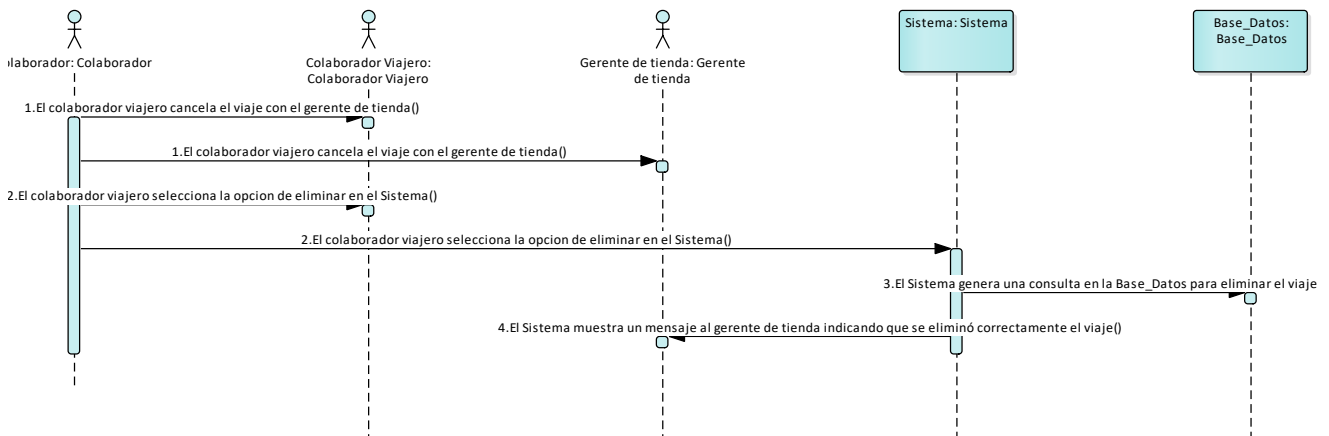 laborador: Colaborador
Colaborador Viajero:
Colaborador Viajero
Gerente de tienda: Gerente
de tienda
Sistema: Sistema
Base_Datos:
Base_Datos
1.El colaborador viajero cancela el viaje con el gerente de tienda()
1.El colaborador viajero cancela el viaje con el gerente de tienda()
2.El colaborador viajero selecciona la opcion de eliminar en el Sistema()
2.El colaborador viajero selecciona la opcion de eliminar en el Sistema()
3.El Sistema genera una consulta en la Base_Datos para eliminar el viaje
4.El Sistema muestra un mensaje al gerente de tienda indicando que se eliminó correctamente el viaje()